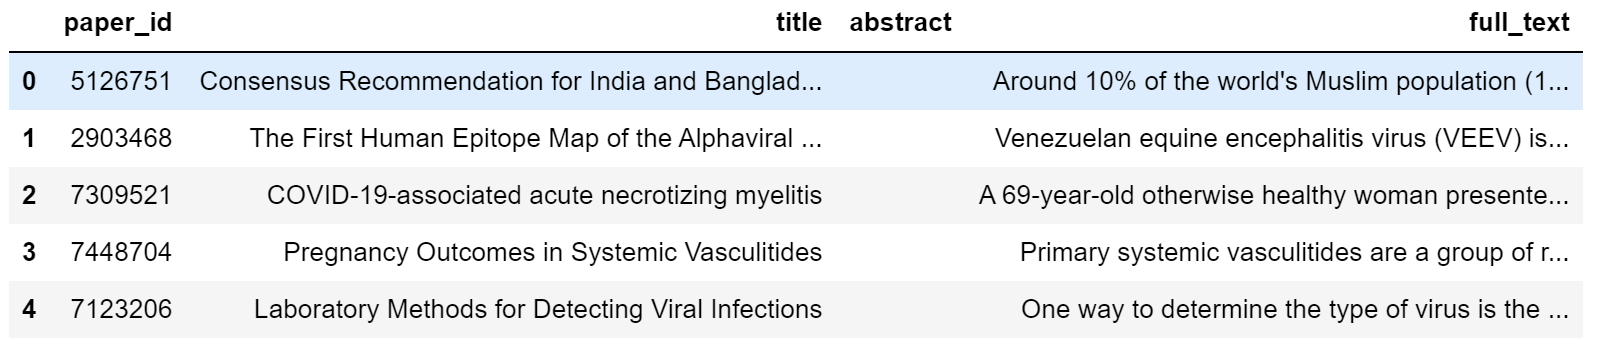 paper_id title abstract full_text
0 5126751 Consensus Recommendation for India and Banglad... Around 10% of the world's Muslim population (1...
1 2903468 The First Human Epitope Map of the Alphaviral ... Venezuelan equine encephalitis virus (VEEV) is...
2 7309521 COVID-19-associated acute necrotizing myelitis A 69-year-old otherwise healthy woman presente...
3 7448704 Pregnancy Outcomes in Systemic Vasculitides Primary systemic vasculitides are a group of r...
4 7123206 Laboratory Methods for Detecting Viral Infections One way to determine the type of virus is the ...